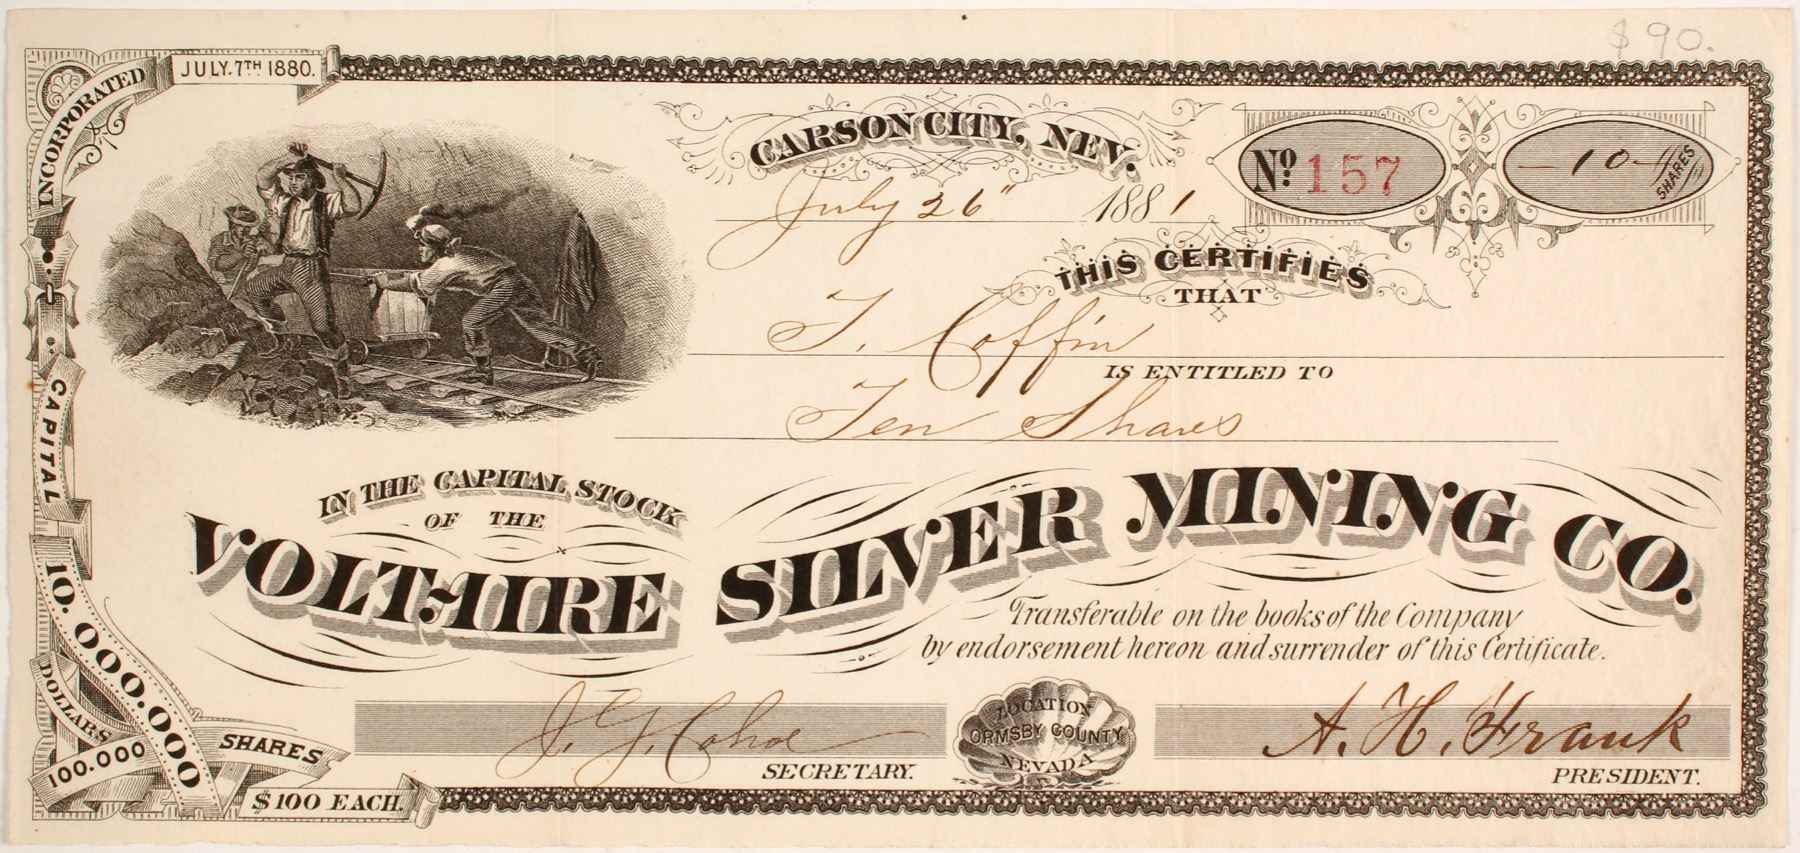 $90.
INCORPORATED JULY. 7TH 1880.
CARSON CITY, NEV.
July 26" 1881
No. 157
-10- SHARES
THIS CERTIFIES
THAT
T. Coffin
IS ENTITLED TO
Ten Shares
IN THE CAPITAL STOCK
OF THE
VOLTAIRE SILVER MINING CO.
Transferable on the books of the Company
by endorsement hereon and surrender of this Certificate.
CAPITAL
10.000.000
DOLLARS
100.000 SHARES
$100 EACH.
J. G. Cohoe
SECRETARY.
LOCATION
ORMSBY COUNTY
NEVADA
A. H. Frank
PRESIDENT.